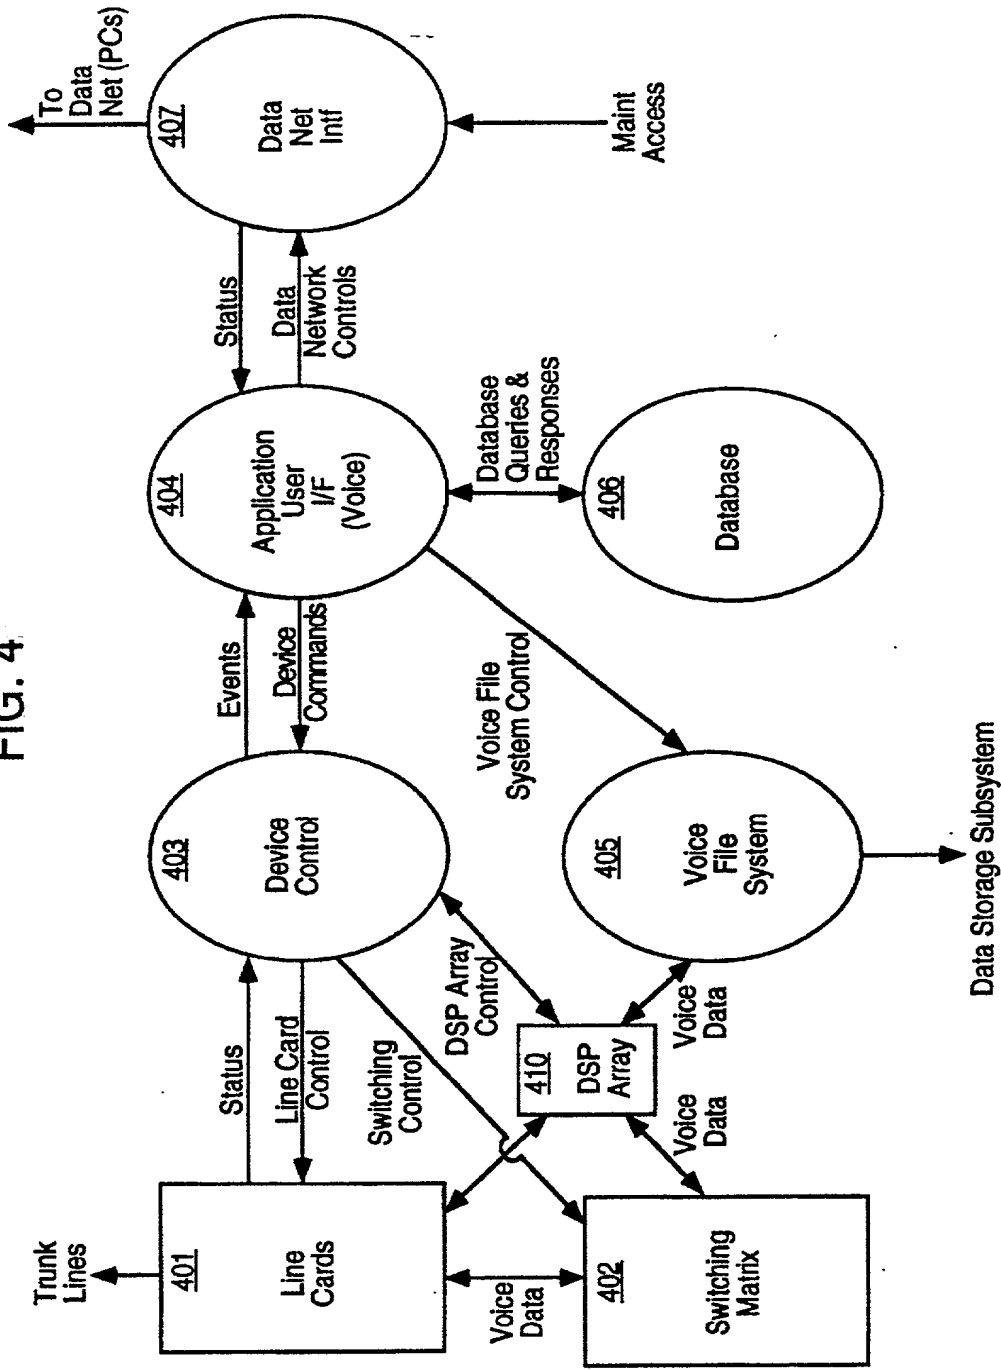 FIG. 4
Trunk
Lines
401
Line
Cards
Status
Line Card
Control
403
Device
Control
Events
Device
Commands
404
Application
User
I/F
(Voice)
Status
Data
Network
Controls
407
Data
Net
Intf
To
Data
Net (PCs)
Maint
Access
Voice
Data
Switching
Control
DSP Array
Control
Voice File
System Control
Database
Queries &
Responses
402
Switching
Matrix
Voice
Data
410
DSP
Array
Voice
Data
405
Voice
File
System
406
Database
Data Storage Subsystem